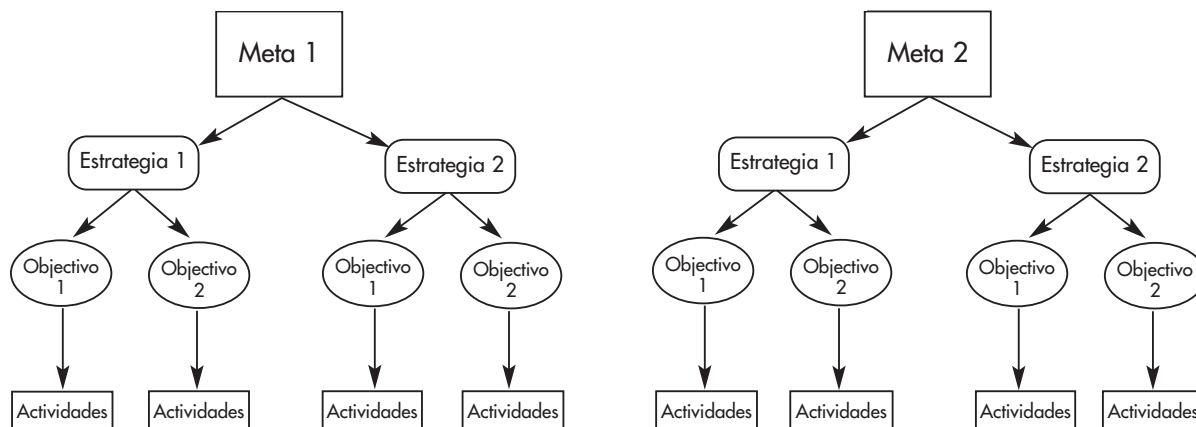 Meta 1
Meta 2
Estrategia 1
Estrategia 2
Estrategia 1
Estrategia 2
Objectivo
1
Objectivo
2
Objectivo
1
Objectivo
2
Objectivo
1
Objectivo
2
Objectivo
1
Objectivo
2
Actividades
Actividades
Actividades
Actividades
Actividades
Actividades
Actividades
Actividades